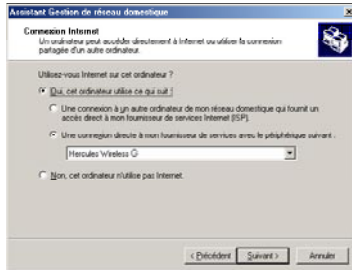 Assistant Gestion de réseau domestique
Connexion Internet
Un ordinateur peut accéder directement à Internet ou utiliser la connexion
partagée d'un autre ordinateur.
Utilisez-vous Internet sur cet ordinateur ?
Oui, cet ordinateur utilise ce qui suit :
Une connexion à un autre ordinateur de mon réseau domestique qui fournit un
accès direct à mon fournisseur de services Internet (ISP).
Une connexion directe à mon fournisseur de services avec le périphérique suivant :
Hercules Wireless G
Non, cet ordinateur n'utilise pas Internet.
< Précédent
Suivant >
Annuler